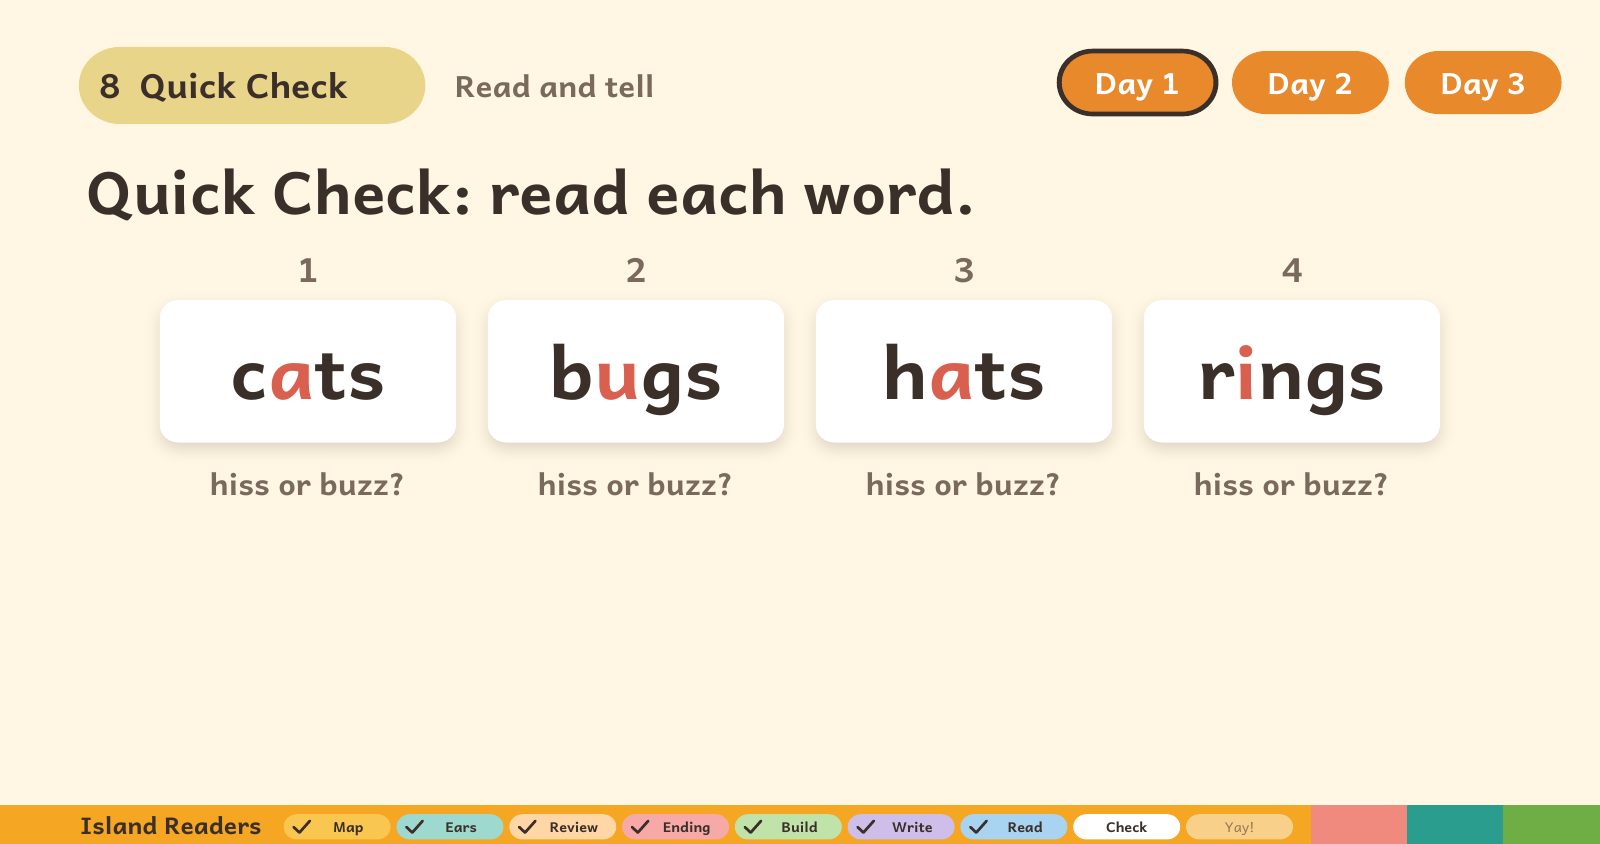 8 Quick Check
Read and tell
Day 1
Day 2
Day 3
Quick Check: read each word.
1
2
3
4
cats
bugs
hats
rings
hiss or buzz?
hiss or buzz?
hiss or buzz?
hiss or buzz?
Island Readers
Map
Ears
Review
Ending
Build
Write
Read
Check
Yay!